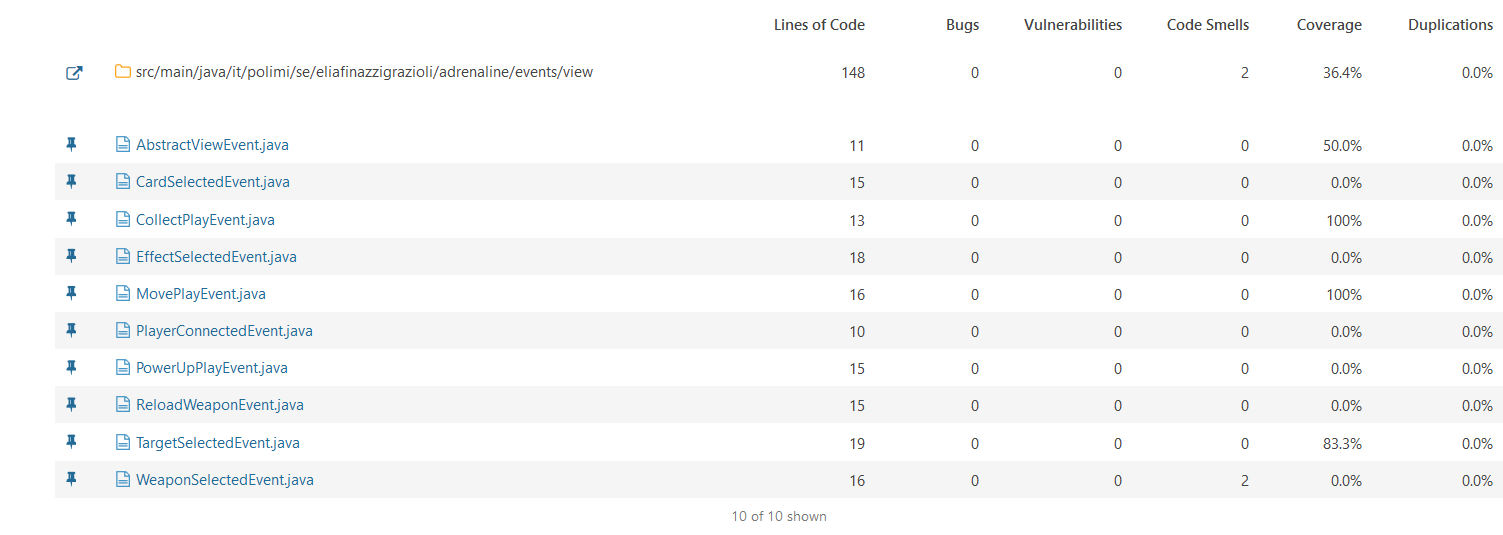 Lines of Code Bugs Vulnerabilities Code Smells Coverage Duplications
src/main/java/it/polimi/se/eliafinazzigrazioli/adrenaline/events/view 148 0 0 2 36.4% 0.0%
AbstractViewEvent.java 11 0 0 0 50.0% 0.0%
CardSelectedEvent.java 15 0 0 0 0.0% 0.0%
CollectPlayEvent.java 13 0 0 0 100% 0.0%
EffectSelectedEvent.java 18 0 0 0 0.0% 0.0%
MovePlayEvent.java 16 0 0 0 100% 0.0%
PlayerConnectedEvent.java 10 0 0 0 0.0% 0.0%
PowerUpPlayEvent.java 15 0 0 0 0.0% 0.0%
ReloadWeaponEvent.java 15 0 0 0 0.0% 0.0%
TargetSelectedEvent.java 19 0 0 0 83.3% 0.0%
WeaponSelectedEvent.java 16 0 0 2 0.0% 0.0%
10 of 10 shown